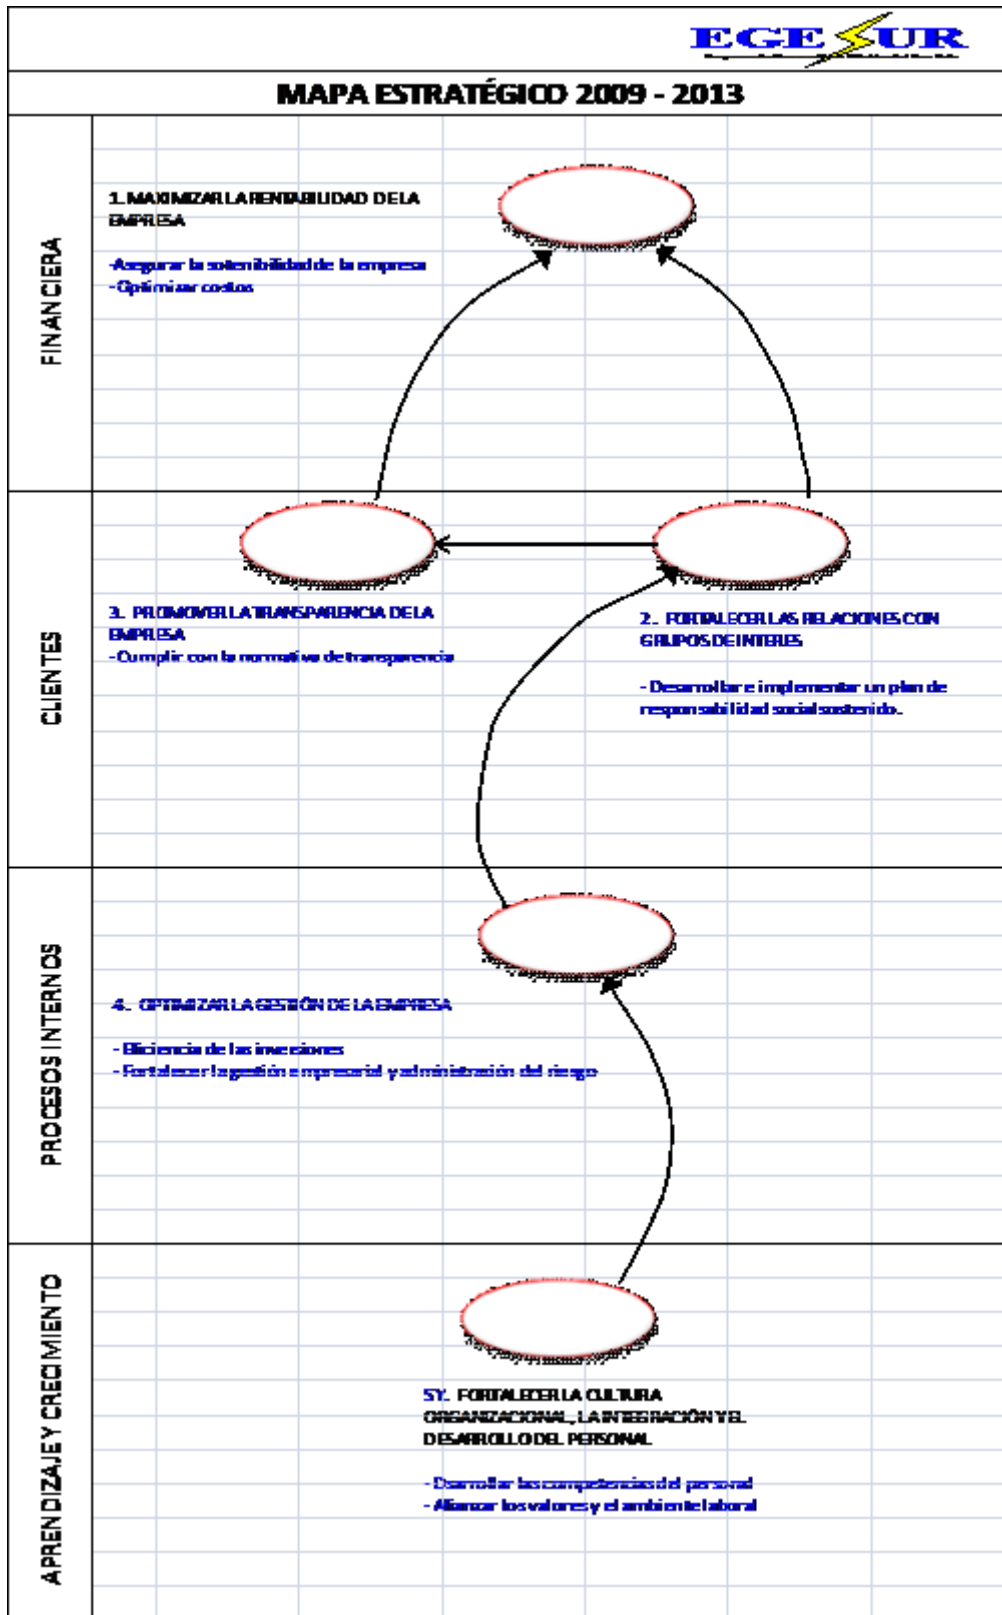 EGESUR
MAPA ESTRATÉGICO 2009 - 2013
FINANCIERA
1. MAXIMIZAR LA RENTABILIDAD DE LA
EMPRESA
-Asegurar la sotenibilidad de la empresa
- Optimizar costos
CLIENTES
3. PROMOVER LA TRANSPARENCIA DE LA
EMPRESA
- Cumplir con la normativa de transparencia
2. FORTALECER LAS RELACIONES CON
GRUPOS DE INTERES
- Desarrollar e implementar un plan de
responsabilidad social sostenido.
PROCESOS INTERNOS
4. OPTIMIZAR LA GESTIÓN DE LA EMPRESA
- Eficiencia de las inversiones
- Fortalecer la gestión empresarial y administración del riesgo
APRENDIZAJE Y CRECIMIENTO
5Y. FORTALECER LA CULTURA
ORGANIZACIONAL, LA INTEGRACIÓN Y EL
DESARROLLO DEL PERSONAL
- Dsarrollar las competencias del personal
- Afianzar los valores y el ambiente laboral